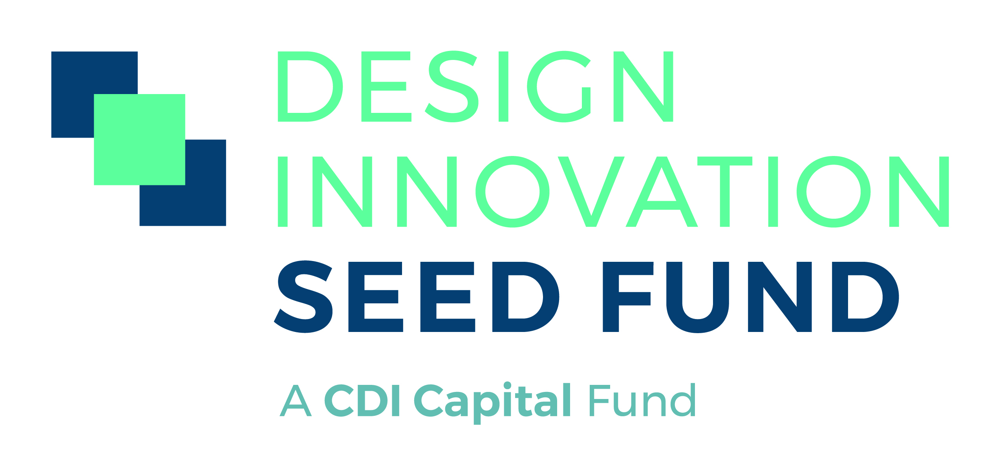 DESIGN
INNOVATION
SEED FUND
A CDI Capital Fund